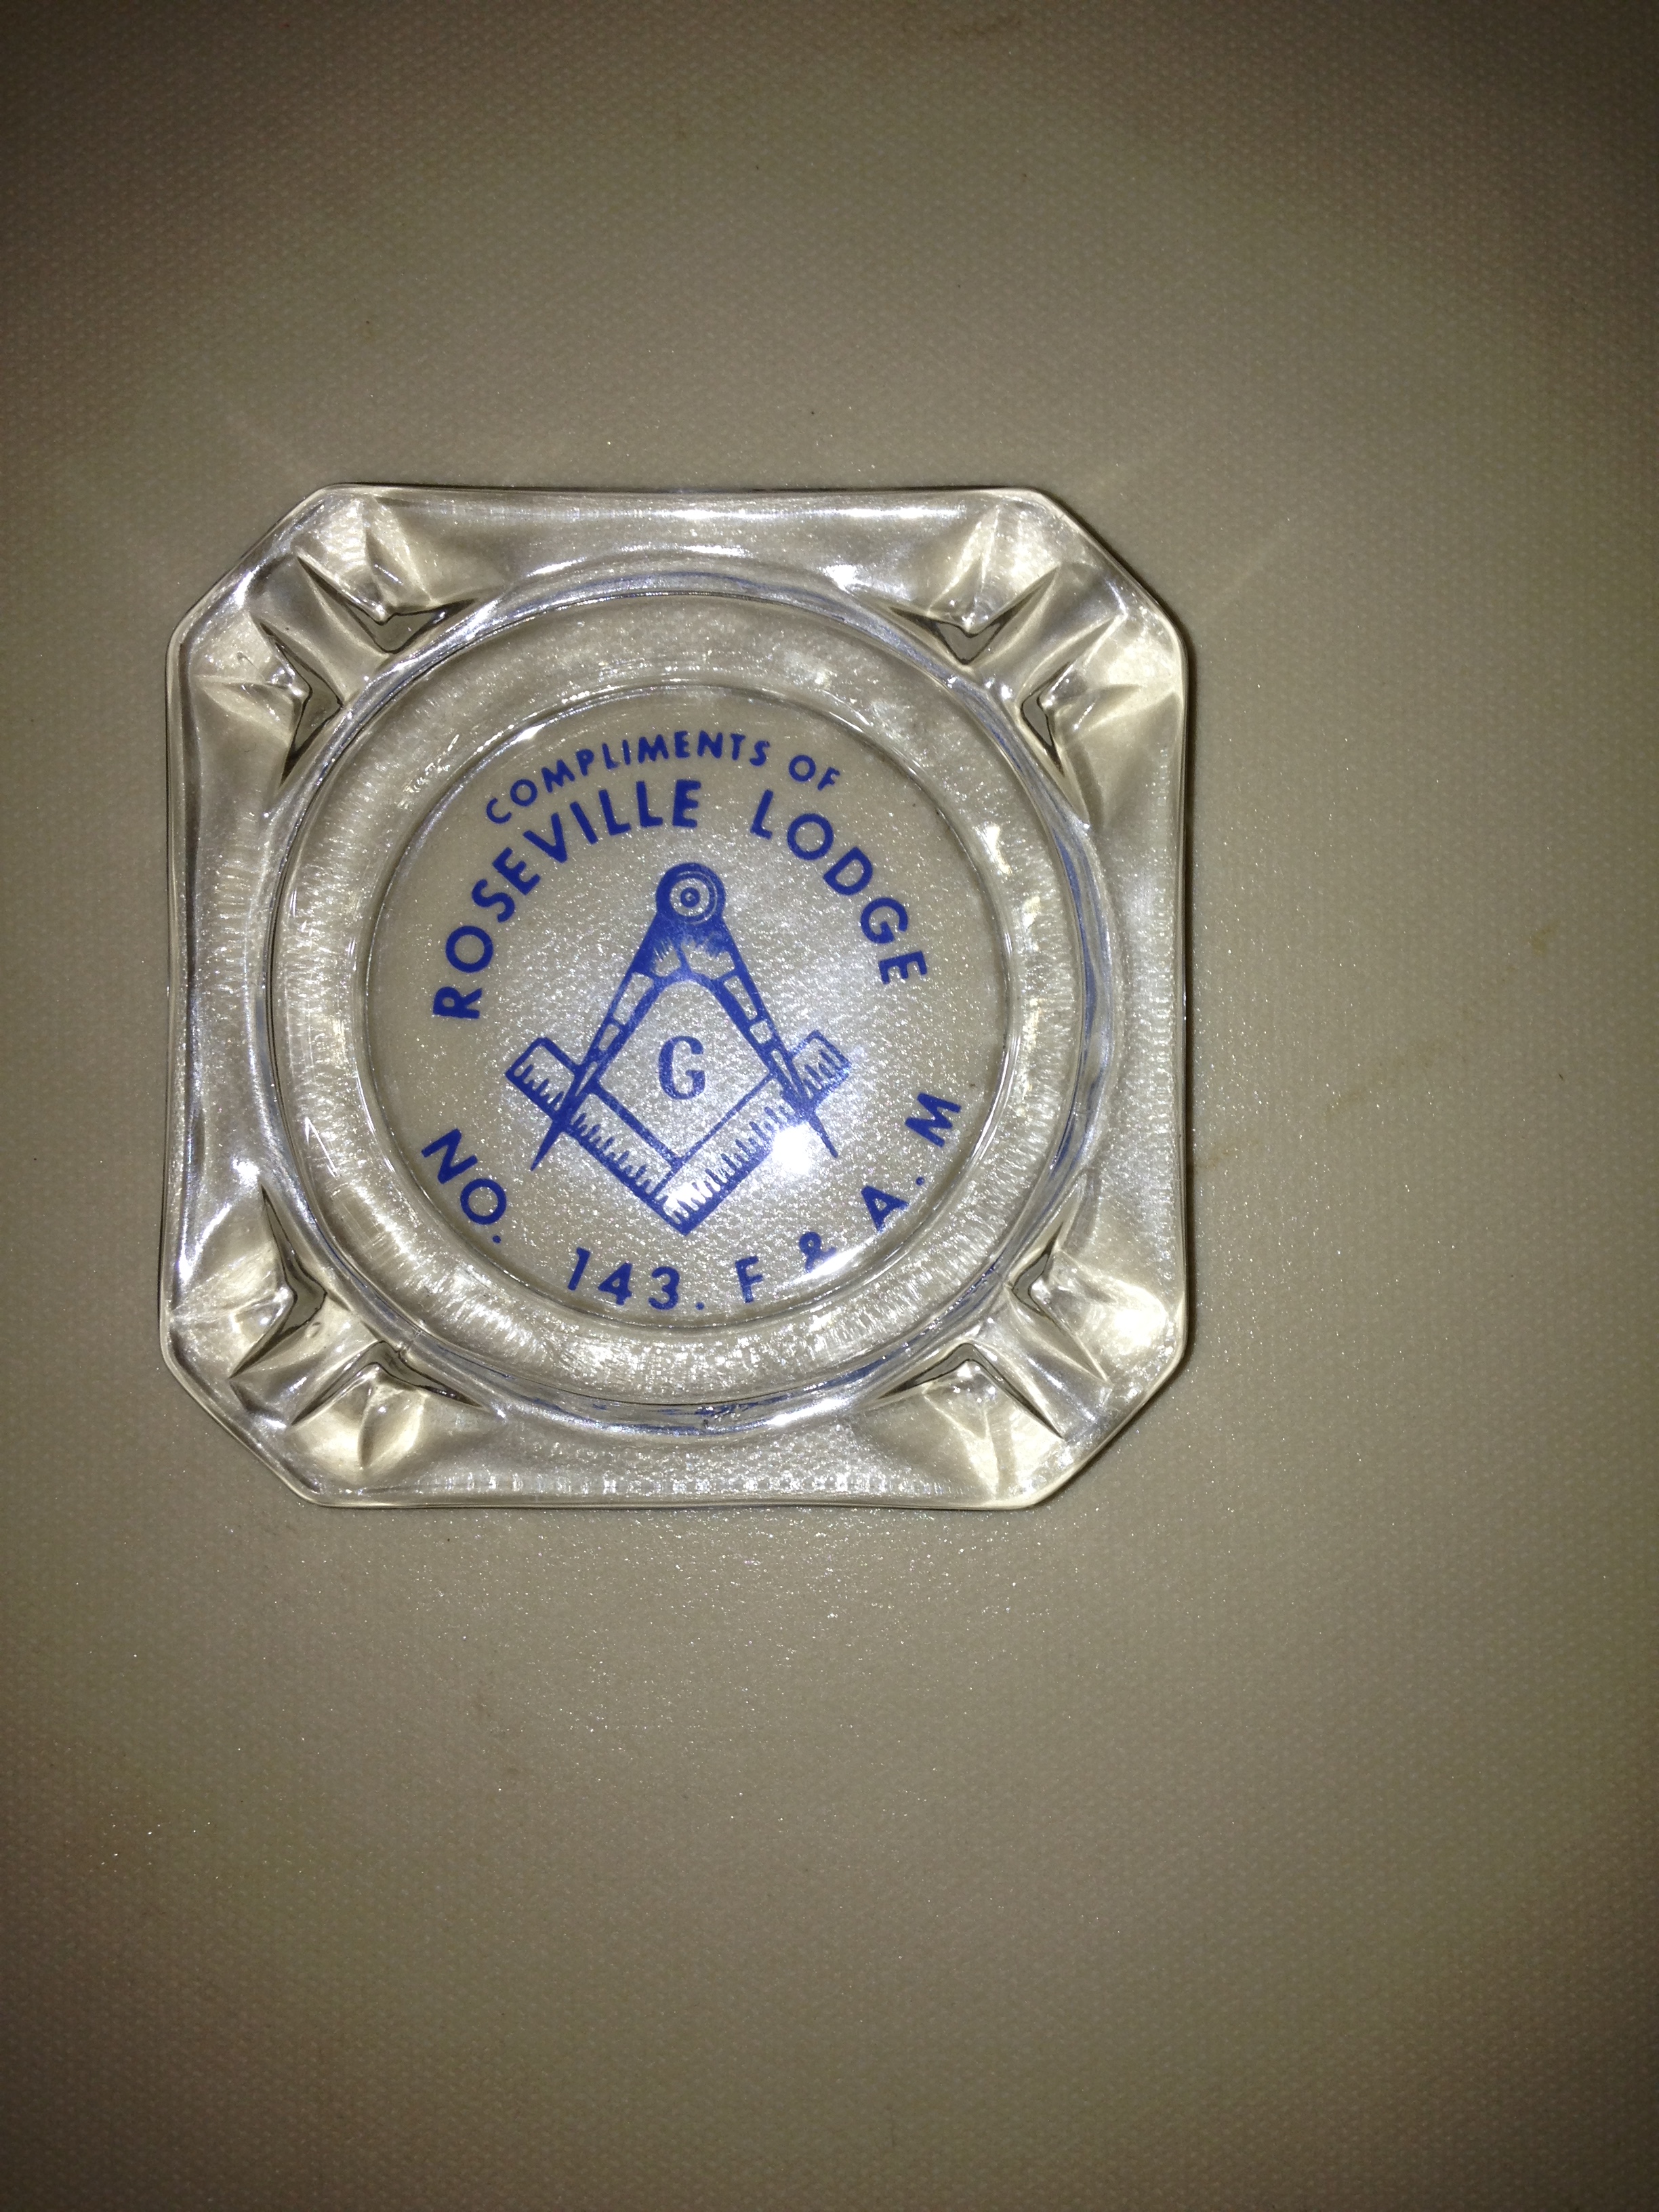 COMPLIMENTS OF
ROSEVILLE LODGE
G
NO. 143. F & A. M